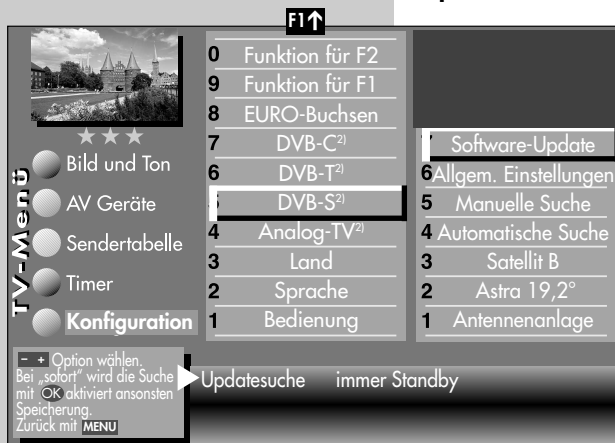 F1↑
0 Funktion für F2
9 Funktion für F1
8 EURO-Buchsen
7 DVB-C2)
6 DVB-T2)
DVB-S2)
4 Analog-TV2)
3 Land
2 Sprache
1 Bedienung
TV-Menü
Bild und Ton
AV Geräte
Sendertabelle
Timer
Konfiguration
Software-Update
6 Allgem. Einstellungen
5 Manuelle Suche
4 Automatische Suche
3 Satellit B
2 Astra 19,2°
1 Antennenanlage
- + Option wählen.
Bei „sofort" wird die Suche
mit OK aktiviert ansonsten
Speicherung.
Zurück mit MENU
Updatesuche immer Standby